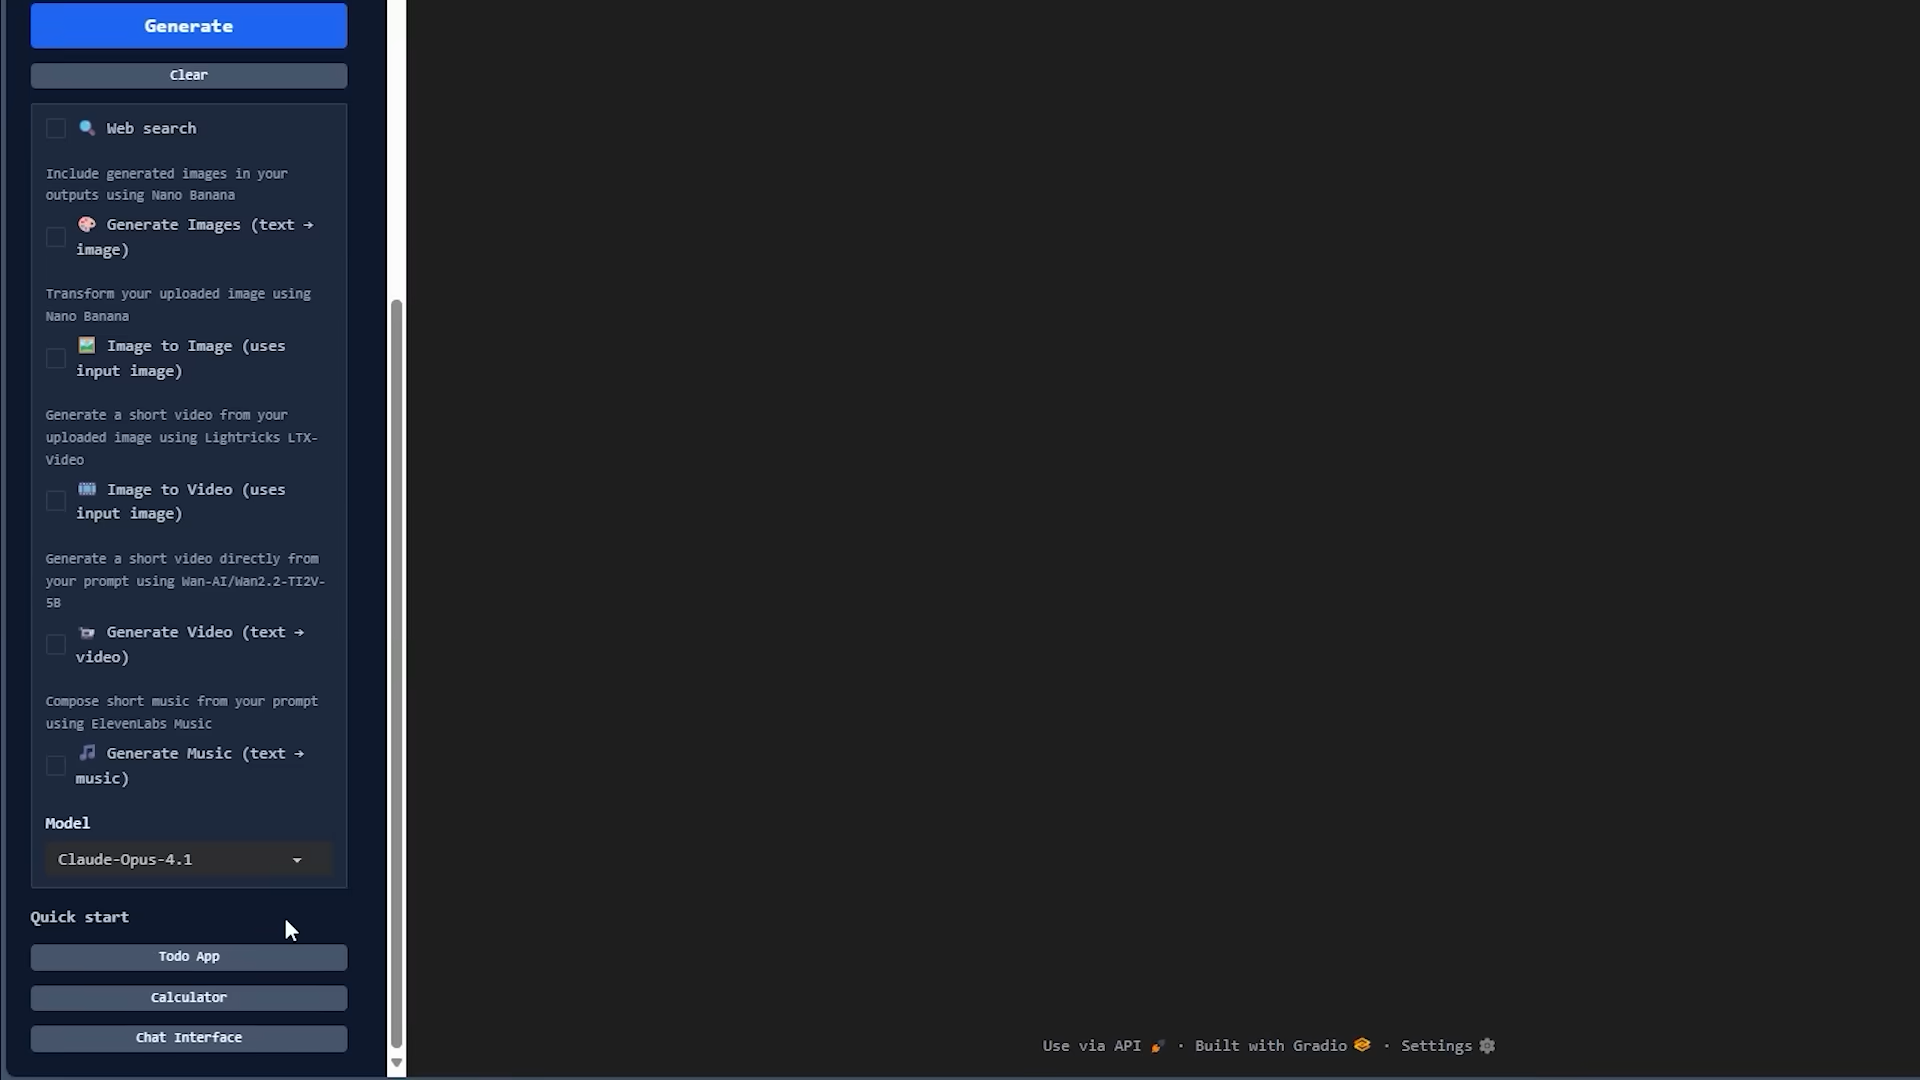 Generate
Clear
Web search
Include generated images in your
outputs using Nano Banana
Generate Images (text →
image)
Transform your uploaded image using
Nano Banana
Image to Image (uses
input image)
Generate a short video from your
uploaded image using Lightricks LTX-
Video
Image to Video (uses
input image)
Generate a short video directly from
your prompt using Wan-AI/Wan2.2-TI2V-
5B
Generate Video (text →
video)
Compose short music from your prompt
using ElevenLabs Music
Generate Music (text →
music)
Model
Claude-Opus-4.1
Quick start
Todo App
Calculator
Chat Interface
Use via API · Built with Gradio · Settings